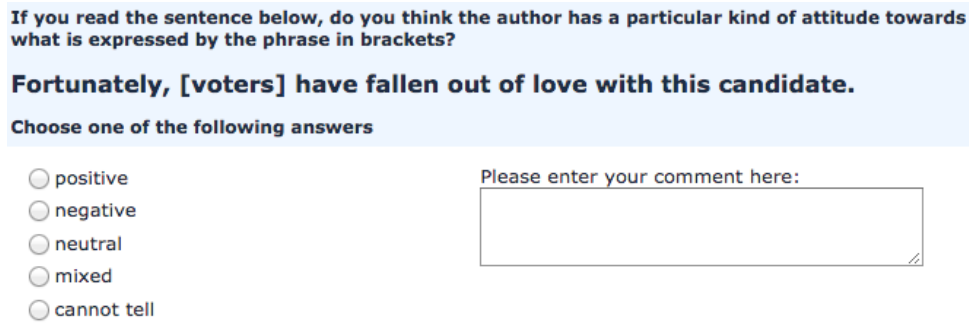 If you read the sentence below, do you think the author has a particular kind of attitude towards
what is expressed by the phrase in brackets?
Fortunately, [voters] have fallen out of love with this candidate.
Choose one of the following answers
positive
negative
neutral
mixed
cannot tell
Please enter your comment here: